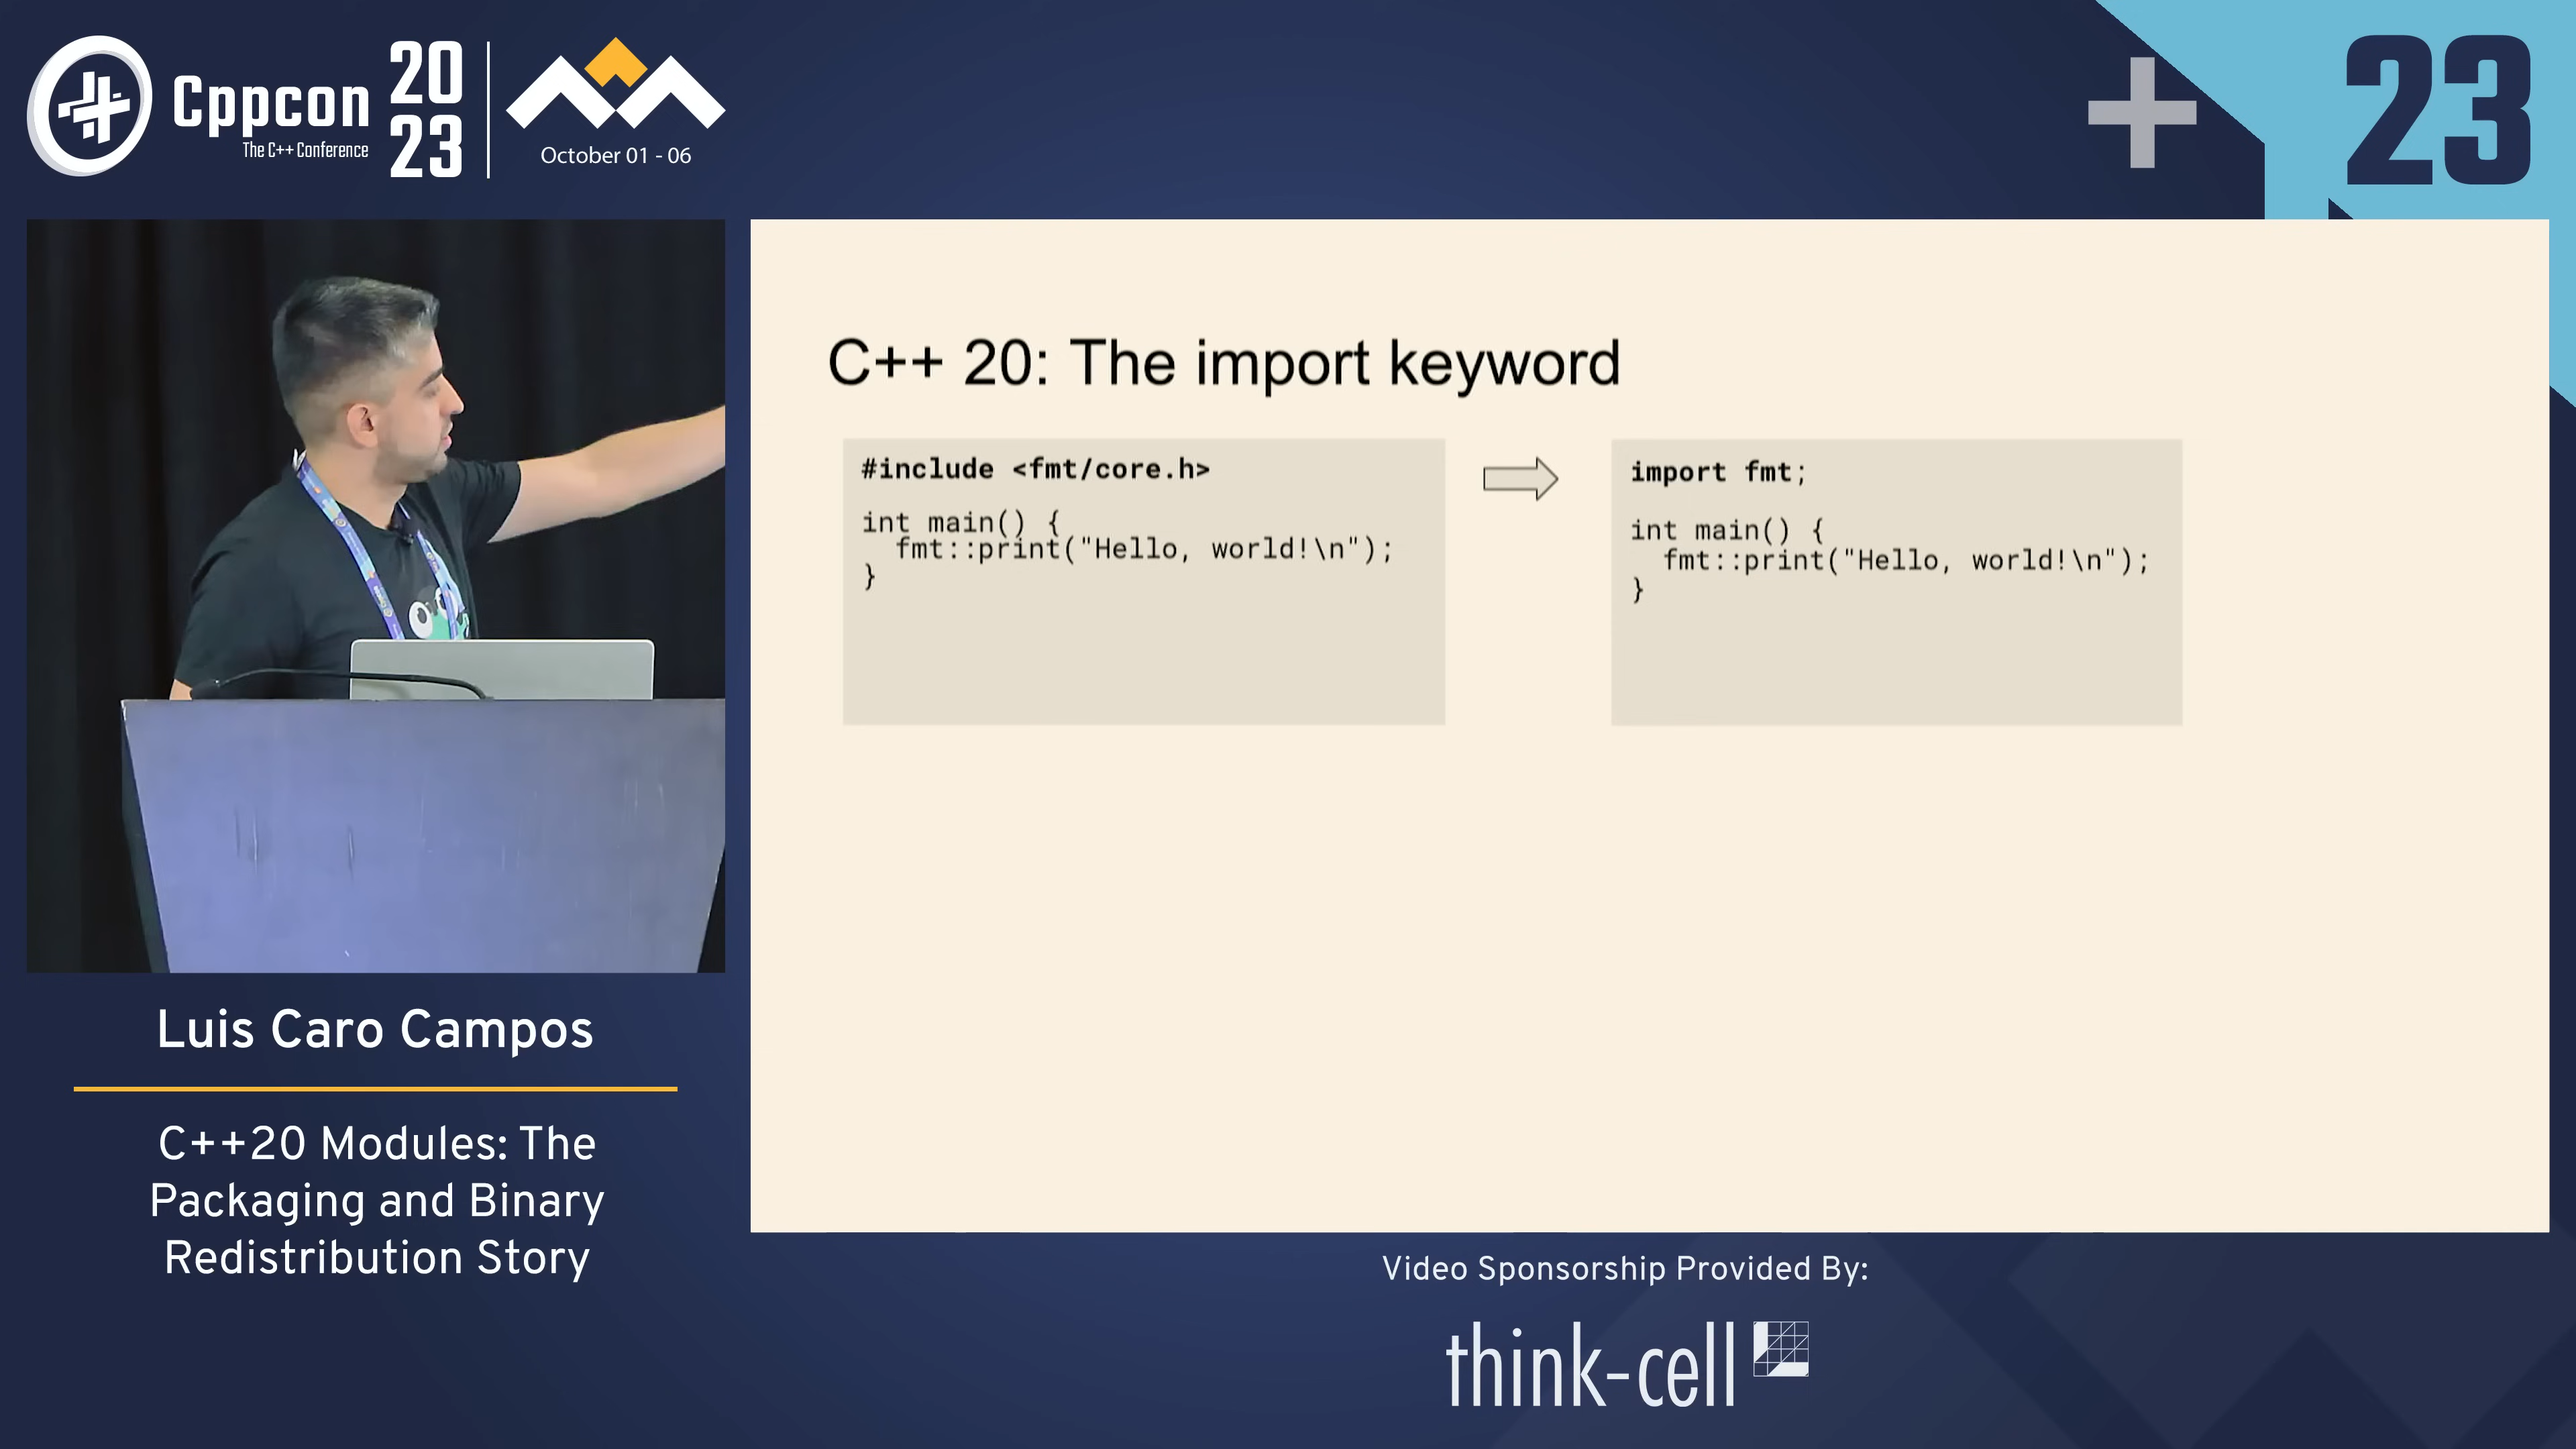 Cppcon
The C++ Conference
20
23
October 01 - 06
23
C++ 20: The import keyword
#include <fmt/core.h>
int main() {
  fmt::print("Hello, world!\n");
}
import fmt;
int main() {
  fmt::print("Hello, world!\n");
}
Luis Caro Campos
C++20 Modules: The
Packaging and Binary
Redistribution Story
Video Sponsorship Provided By:
think-cell